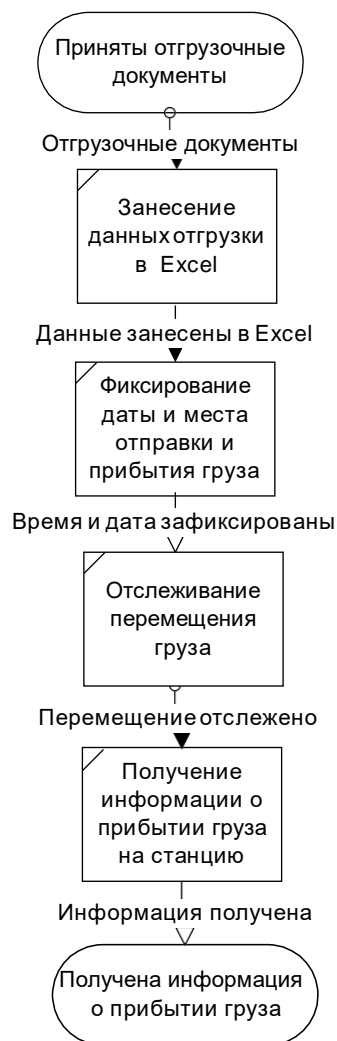 Приняты отгрузочные
документы
Отгрузочные документы
Занесение
данных отгрузки
в Excel
Данные занесены в Excel
Фиксирование
даты и места
отправки и
прибытия груза
Время и дата зафиксированы
Отслеживание
перемещения
груза
Перемещение отслежено
Получение
информации о
прибытии груза
на станцию
Информация получена
Получена информация
о прибытии груза